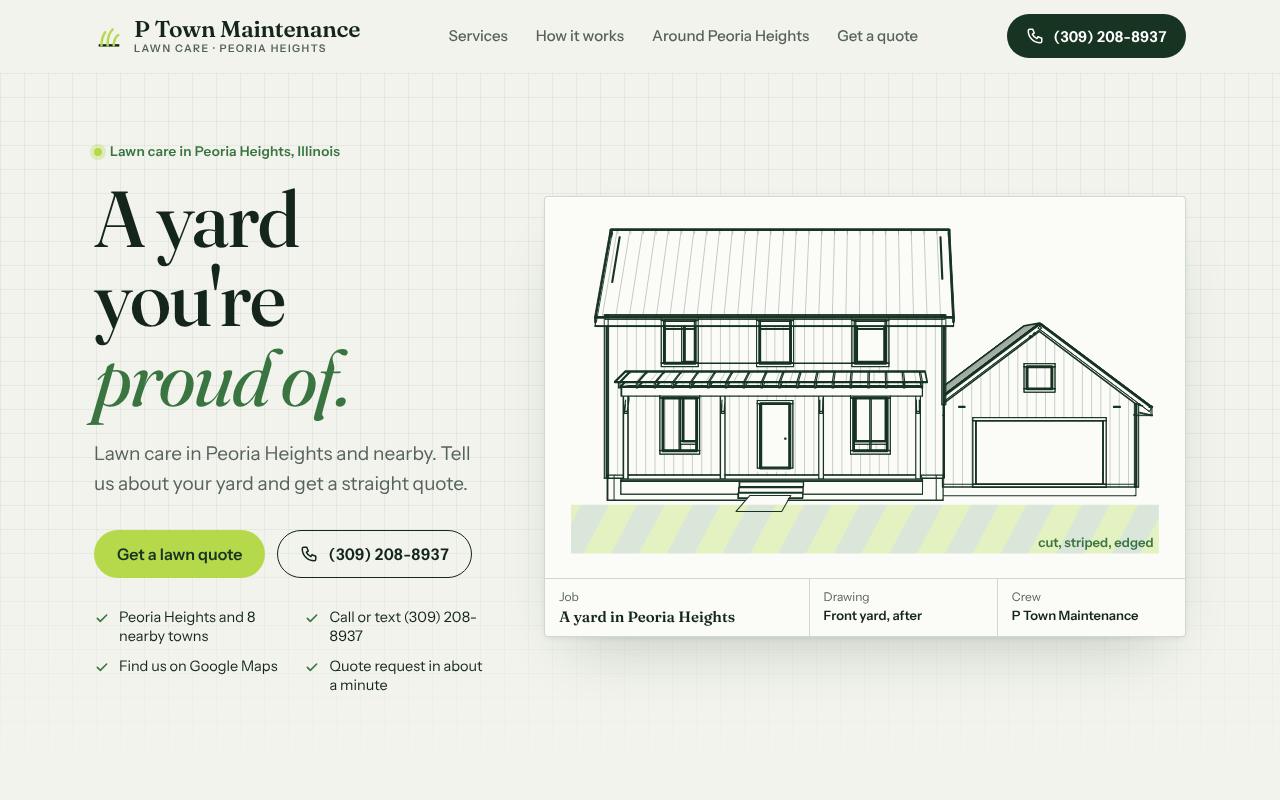 P Town Maintenance
LAWN CARE · PEORIA HEIGHTS
Services
How it works
Around Peoria Heights
Get a quote
(309) 208-8937
Lawn care in Peoria Heights, Illinois
A yard
you're
proud of.
Lawn care in Peoria Heights and nearby. Tell
us about your yard and get a straight quote.
Get a lawn quote
(309) 208-8937
Peoria Heights and 8
nearby towns
Call or text (309) 208-
8937
Find us on Google Maps
Quote request in about
a minute
cut, striped, edged
Job
A yard in Peoria Heights
Drawing
Front yard, after
Crew
P Town Maintenance